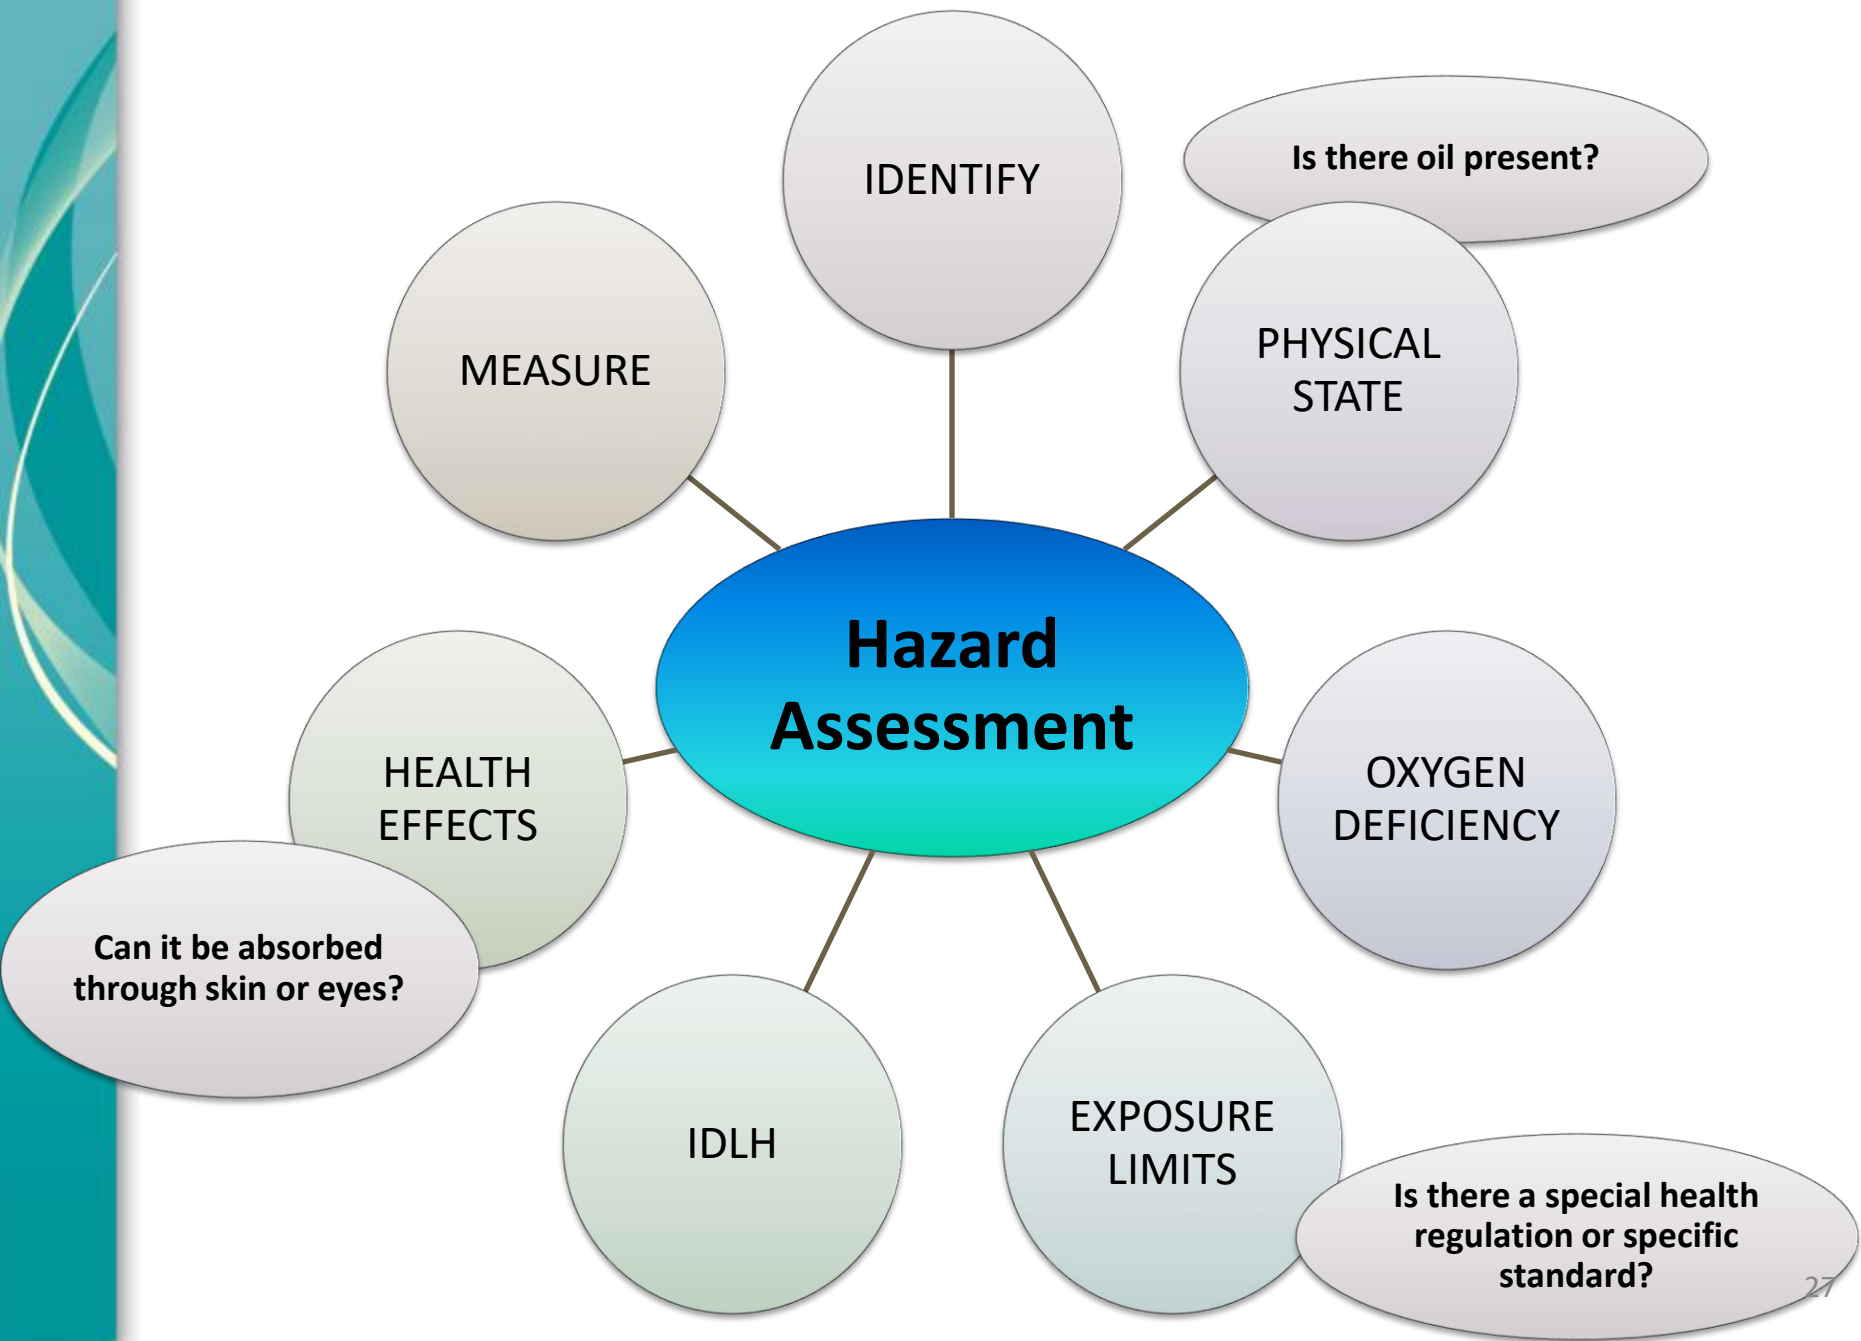 IDENTIFY
Is there oil present?
PHYSICAL
STATE
MEASURE
Hazard
Assessment
HEALTH
EFFECTS
OXYGEN
DEFICIENCY
Can it be absorbed
through skin or eyes?
IDLH
EXPOSURE
LIMITS
Is there a special health
regulation or specific
standard?
27